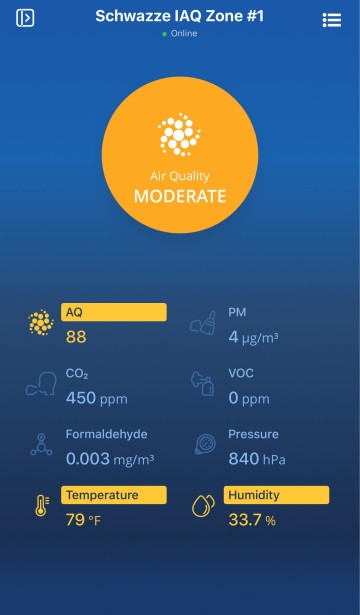 Schwazze IAQ Zone #1
Online
Air Quality
MODERATE
AQ
88
PM
4 µg/m³
CO₂
450 ppm
VOC
0 ppm
Formaldehyde
0.003 mg/m³
Pressure
840 hPa
Temperature
79 °F
Humidity
33.7 %